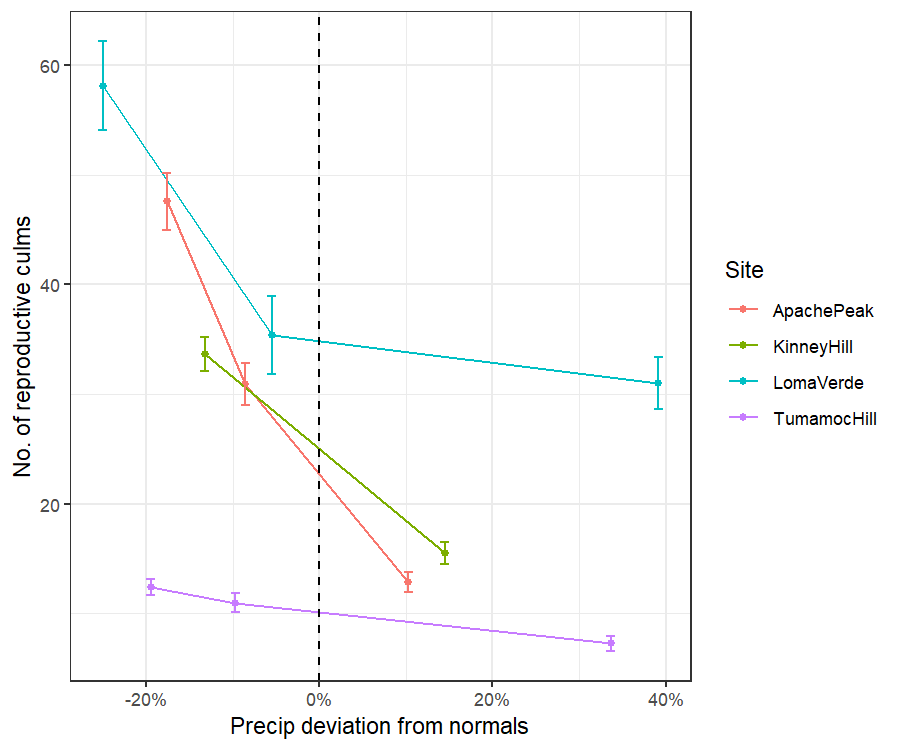 60
40
20
No. of reproductive culms
-20% 0% 20% 40%
Precip deviation from normals
Site
ApachePeak
KinneyHill
LomaVerde
TumamocHill